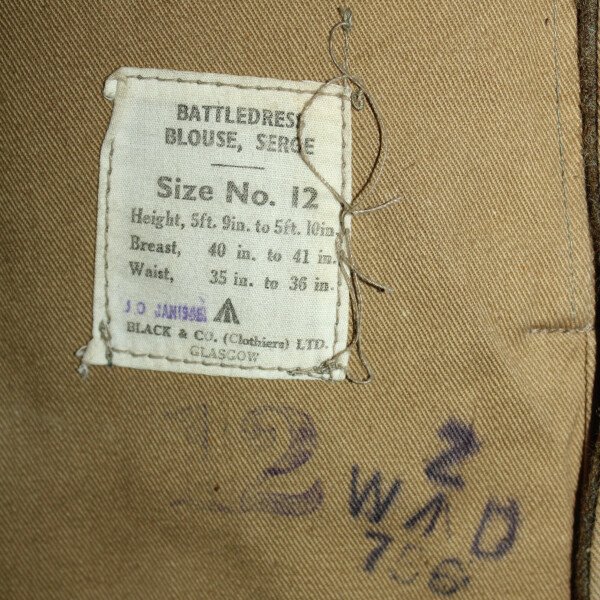 BATTLEDRESS
BLOUSE, SERGE
Size No. 12
Height, 5ft. 9in. to 5ft. 10in.
Breast, 40 in. to 41 in.
Waist, 35 in. to 36 in.
BLACK & CO. (Clothiers) LTD.
GLASGOW
12
Z
W D